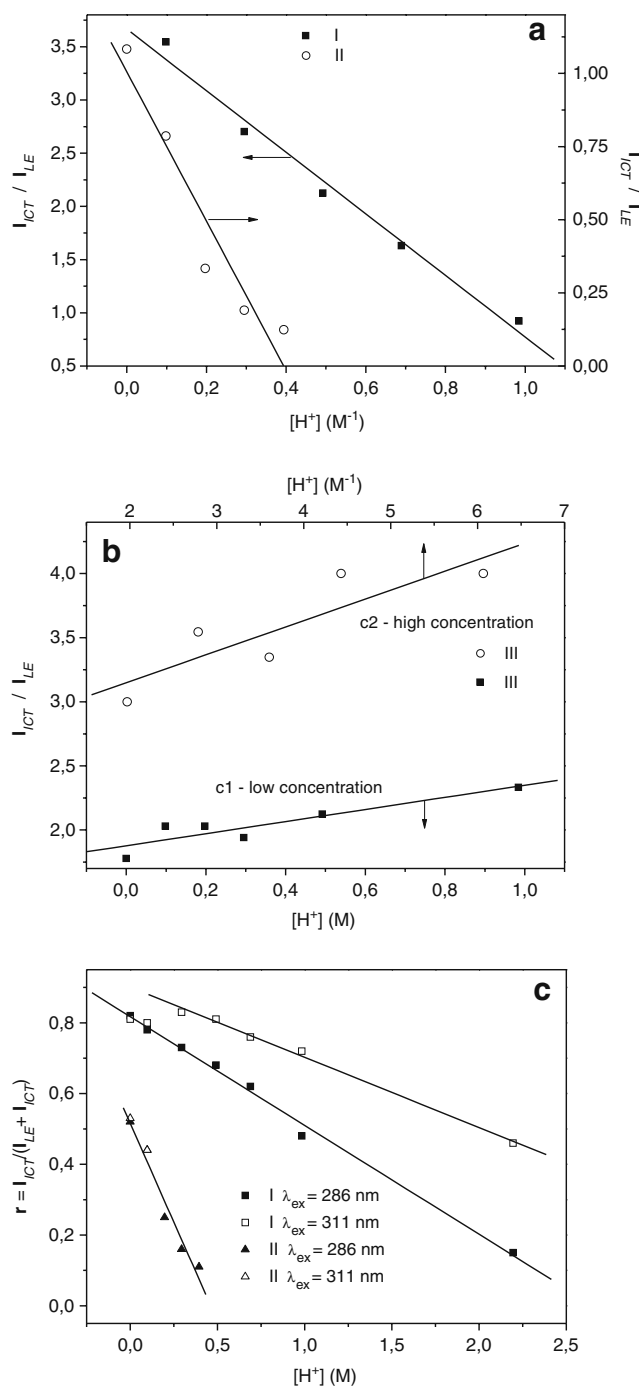 a
I
II
3,5
3,0
2,5
2,0
1,5
1,0
0,5
I_ICT / I_LE
1,00
0,75
0,50
0,25
0,00
I_ICT / I_LE
0,0 0,2 0,4 0,6 0,8 1,0
[H⁺] (M⁻¹)
[H⁺] (M⁻¹)
2 3 4 5 6 7
b
4,0
3,5
3,0
2,5
2,0
I_ICT / I_LE
c2 - high concentration
III
III
c1 - low concentration
0,0 0,2 0,4 0,6 0,8 1,0
[H⁺] (M)
c
0,8
0,6
0,4
0,2
0,0
r = I_ICT/(I_LE + I_ICT)
I λ_ex = 286 nm
I λ_ex = 311 nm
II λ_ex = 286 nm
II λ_ex = 311 nm
0,0 0,5 1,0 1,5 2,0 2,5
[H⁺] (M)